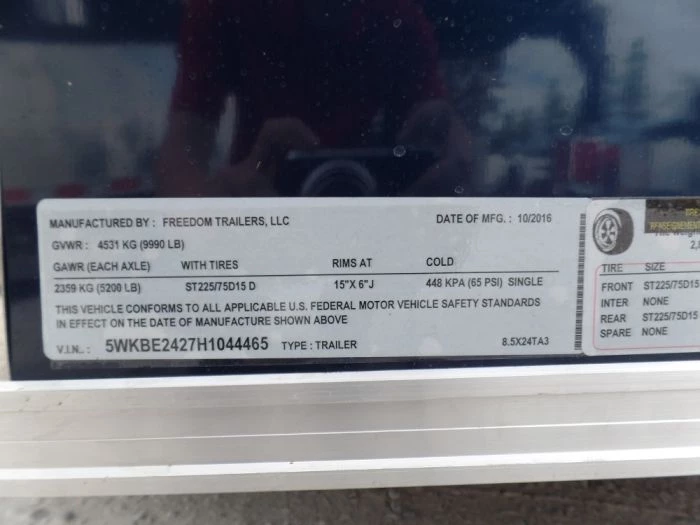 MANUFACTURED BY : FREEDOM TRAILERS, LLC DATE OF MFG. : 10/2016
GVWR : 4531 KG (9990 LB)
GAWR (EACH AXLE) WITH TIRES RIMS AT COLD
2359 KG (5200 LB) ST225/75D15 D 15"X 6"J 448 KPA (65 PSI) SINGLE
THIS VEHICLE CONFORMS TO ALL APPLICABLE U.S. FEDERAL MOTOR VEHICLE SAFETY STANDARDS
IN EFFECT ON THE DATE OF MANUFACTURE SHOWN ABOVE
V.I.N.: 5WKBE2427H1044465 TYPE : TRAILER 8.5X24TA3
TIRE SIZE
FRONT ST225/75D15
INTER NONE
REAR ST225/75D15
SPARE NONE